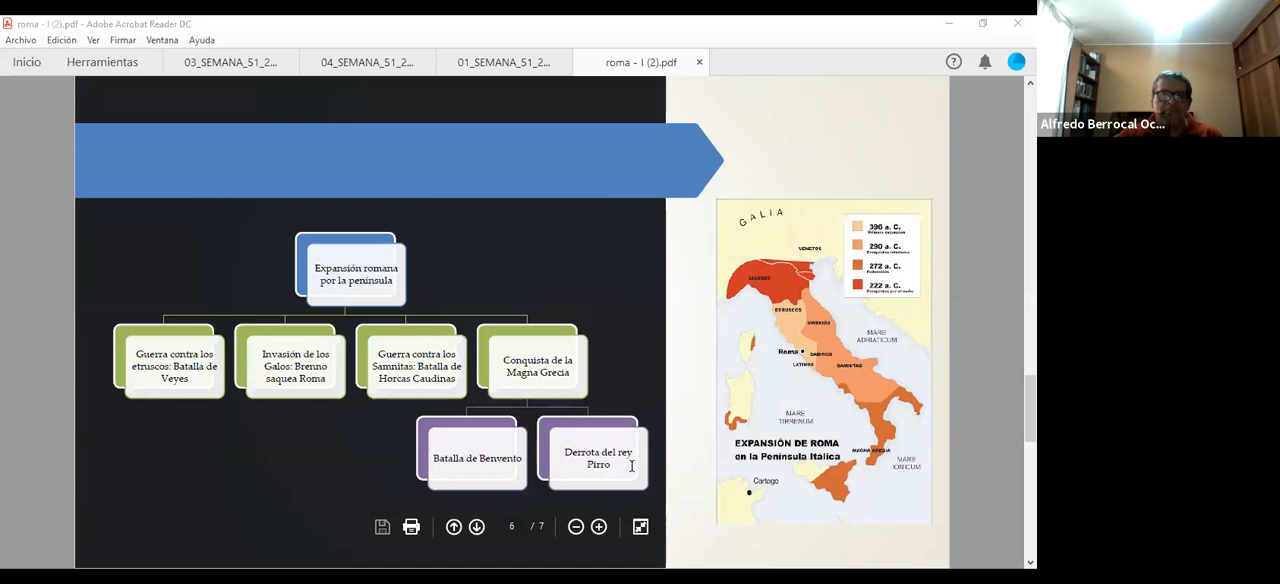 roma - I (2).pdf - Adobe Acrobat Reader DC
Archivo Edición Ver Firmar Ventana Ayuda
Inicio Herramientas 03_SEMANA_51_2... 04_SEMANA_51_2... 01_SEMANA_51_2... roma - I (2).pdf ×
Alfredo Berrocal Oc...
Expansión romana
por la península
Guerra contra los
etruscos: Batalla de
Veyes
Invasión de los
Galos: Brenno
saquea Roma
Guerra contra los
Samnitas: Batalla de
Horcas Caudinas
Conquista de la
Magna Grecia
Batalla de Benvento
Derrota del rey
Pirro
6 / 7
GALIA
390 a. C.
290 a. C.
272 a. C.
222 a. C.
VENETOS
LIGURES
ETRUSCOS
UMBRIOS
MARE
ADRIATICUM
Roma
SABINOS
LATINOS
SAMNITAS
MARE
TIRRENUM
EXPANSIÓN DE ROMA
en la Península Itálica
MAGNA GRECIA
MARE
IONICUM
Cartago